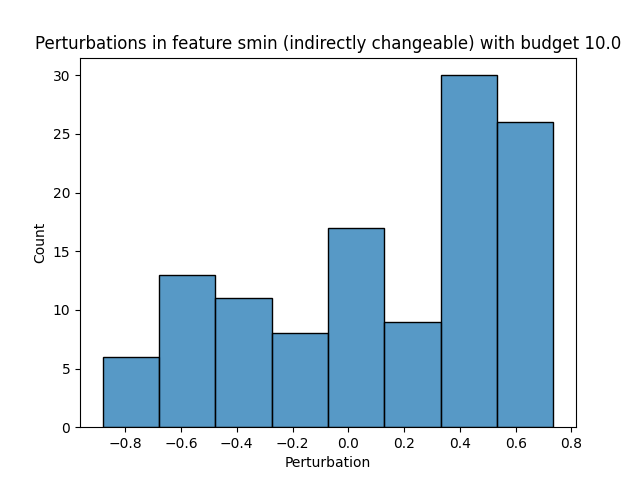 Perturbations in feature smin (indirectly changeable) with budget 10.0
30
25
20
15
10
5
0
Count
−0.8 −0.6 −0.4 −0.2 0.0 0.2 0.4 0.6 0.8
Perturbation